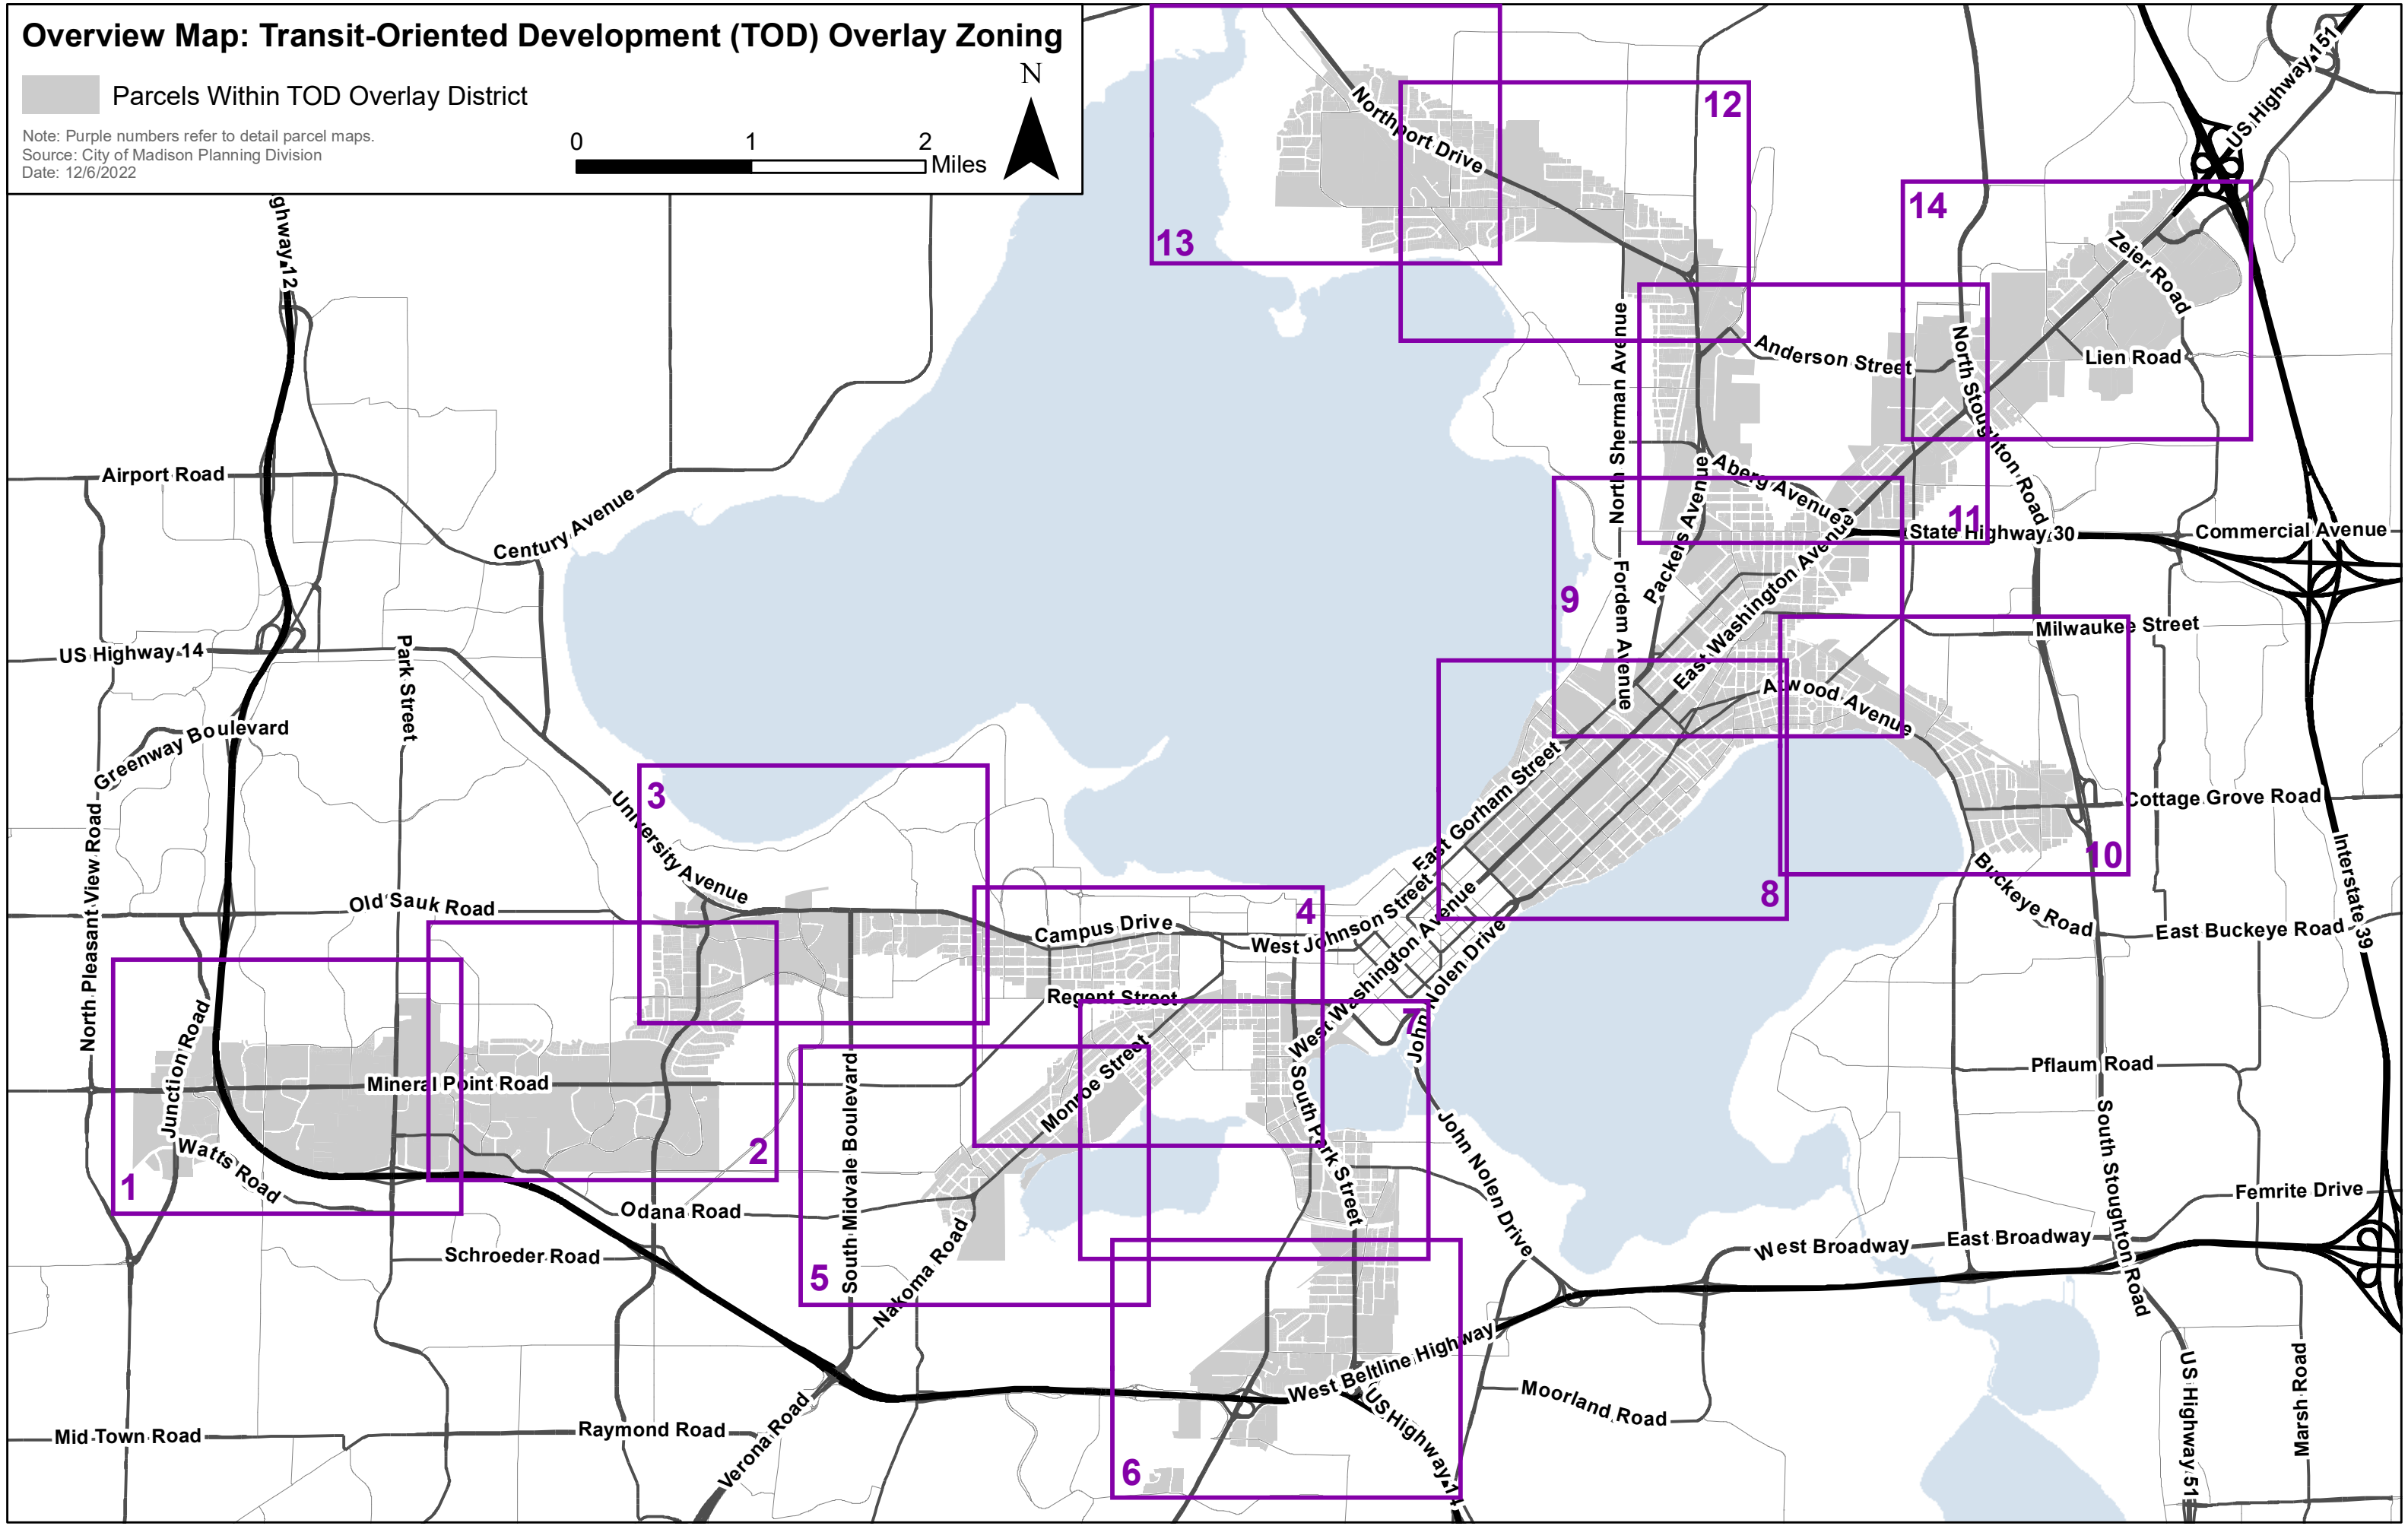 Overview Map: Transit-Oriented Development (TOD) Overlay Zoning
Parcels Within TOD Overlay District
Note: Purple numbers refer to detail parcel maps.
Source: City of Madison Planning Division
Date: 12/6/2022
0 1 2
Miles
N
US Highway 151
12
Northport Drive
14
13
Zeier Road
ghway 12
North Sherman Avenue
Anderson Street
North Stoughton Road
Lien Road
Airport Road
Aberg Avenue
Century Avenue
11
State Highway 30
Commercial Avenue
Packers Avenue
9
Fordem Avenue
East Washington Avenue
Milwaukee Street
US Highway 14
Park Street
Atwood Avenue
Greenway Boulevard
3
University Avenue
East Gorham Street
Cottage Grove Road
North Pleasant View Road
10
8
Buckeye Road
Interstate 39
Old Sauk Road
4
Campus Drive
West Johnson Street
West Washington Avenue
East Buckeye Road
John Nolen Drive
Regent Street
7
Junction Road
Mineral Point Road
Monroe Street
South Park Street
Pflaum Road
South Midvale Boulevard
John Nolen Drive
2
Watts Road
1
South Stoughton Road
Femrite Drive
Odana Road
West Broadway
East Broadway
Schroeder Road
5
Nakoma Road
West Beltline Highway
US Highway 14
Moorland Road
US Highway 51
Marsh Road
Mid Town Road
Raymond Road
Verona Road
6